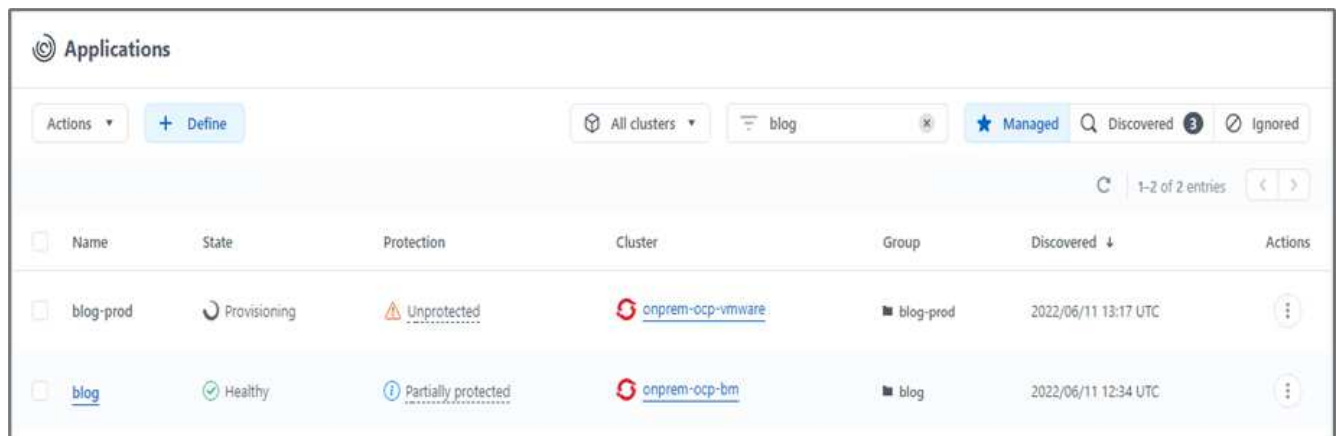 Applications
Actions + Define All clusters blog Managed Discovered 3 Ignored
1-2 of 2 entries
Name State Protection Cluster Group Discovered Actions
blog-prod Provisioning Unprotected onprem-ocp-vmware blog-prod 2022/06/11 13:17 UTC
blog Healthy Partially protected onprem-ocp-bm blog 2022/06/11 12:34 UTC